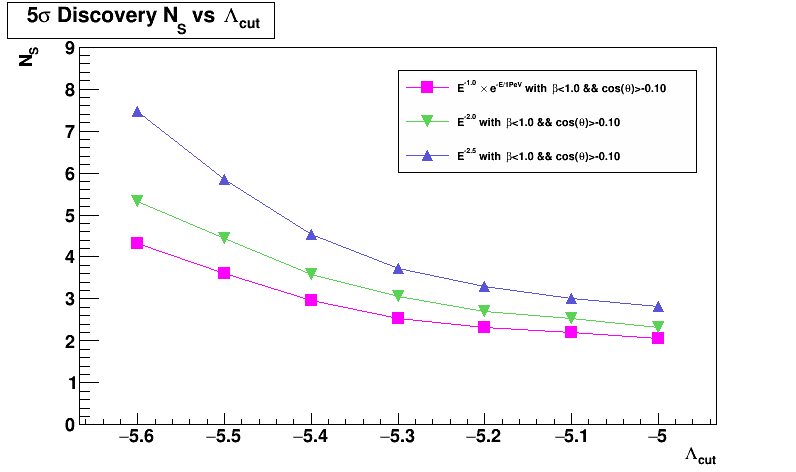 5σ Discovery N_S vs Λ_cut
N_S
9
8
7
6
5
4
3
2
1
0
E^-1.0 × e^-E/1PeV with β<1.0 && cos(θ)>-0.10
E^-2.0 with β<1.0 && cos(θ)>-0.10
E^-2.5 with β<1.0 && cos(θ)>-0.10
−5.6 −5.5 −5.4 −5.3 −5.2 −5.1 −5
Λ_cut